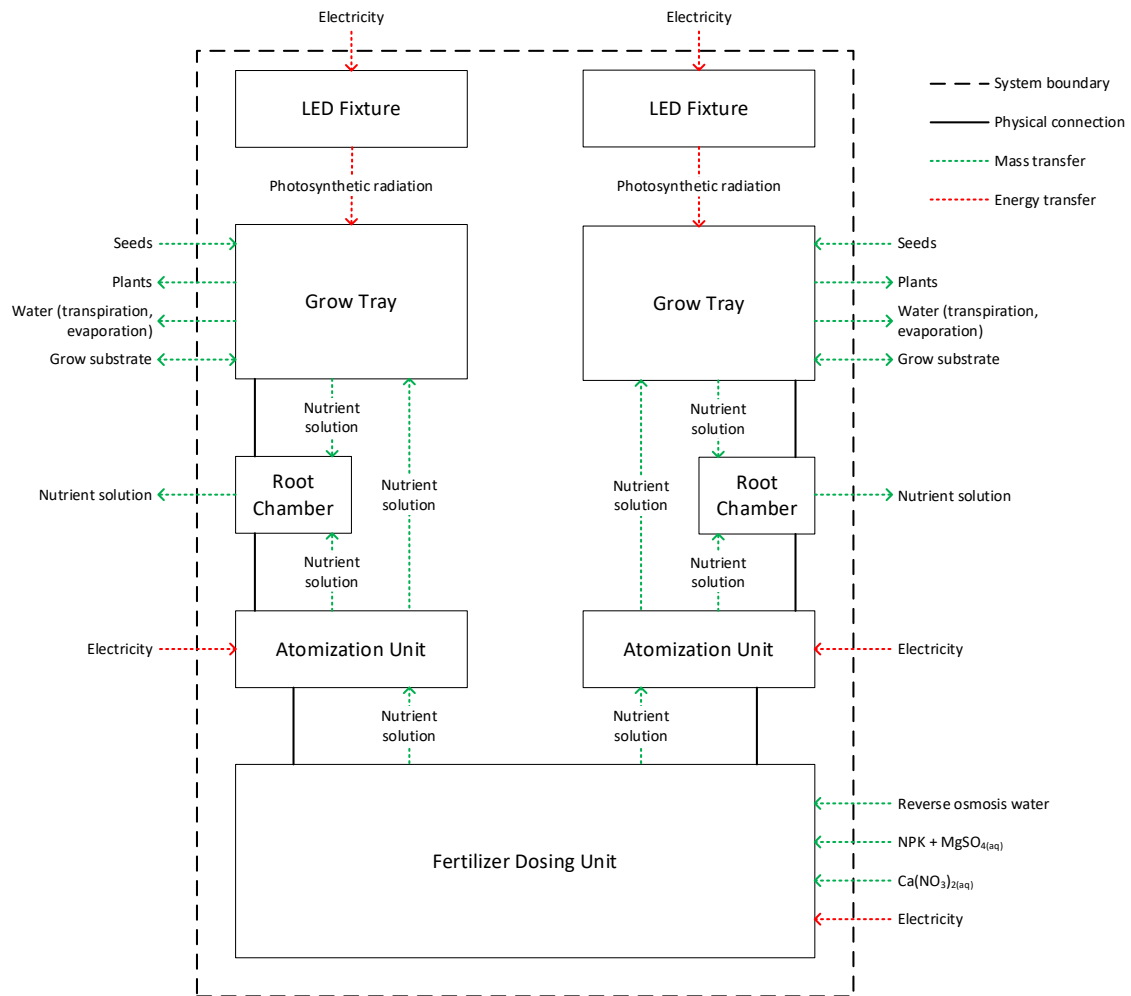 Electricity
Electricity
LED Fixture
LED Fixture
System boundary
Physical connection
Mass transfer
Energy transfer
Photosynthetic radiation
Photosynthetic radiation
Seeds
Plants
Water (transpiration,
evaporation)
Grow substrate
Grow Tray
Grow Tray
Seeds
Plants
Water (transpiration,
evaporation)
Grow substrate
Nutrient
solution
Nutrient
solution
Nutrient solution
Root
Chamber
Nutrient
solution
Nutrient
solution
Root
Chamber
Nutrient solution
Nutrient
solution
Nutrient
solution
Electricity
Atomization Unit
Atomization Unit
Electricity
Nutrient
solution
Nutrient
solution
Fertilizer Dosing Unit
Reverse osmosis water
NPK + MgSO₄₍aq₎
Ca(NO₃)₂₍aq₎
Electricity